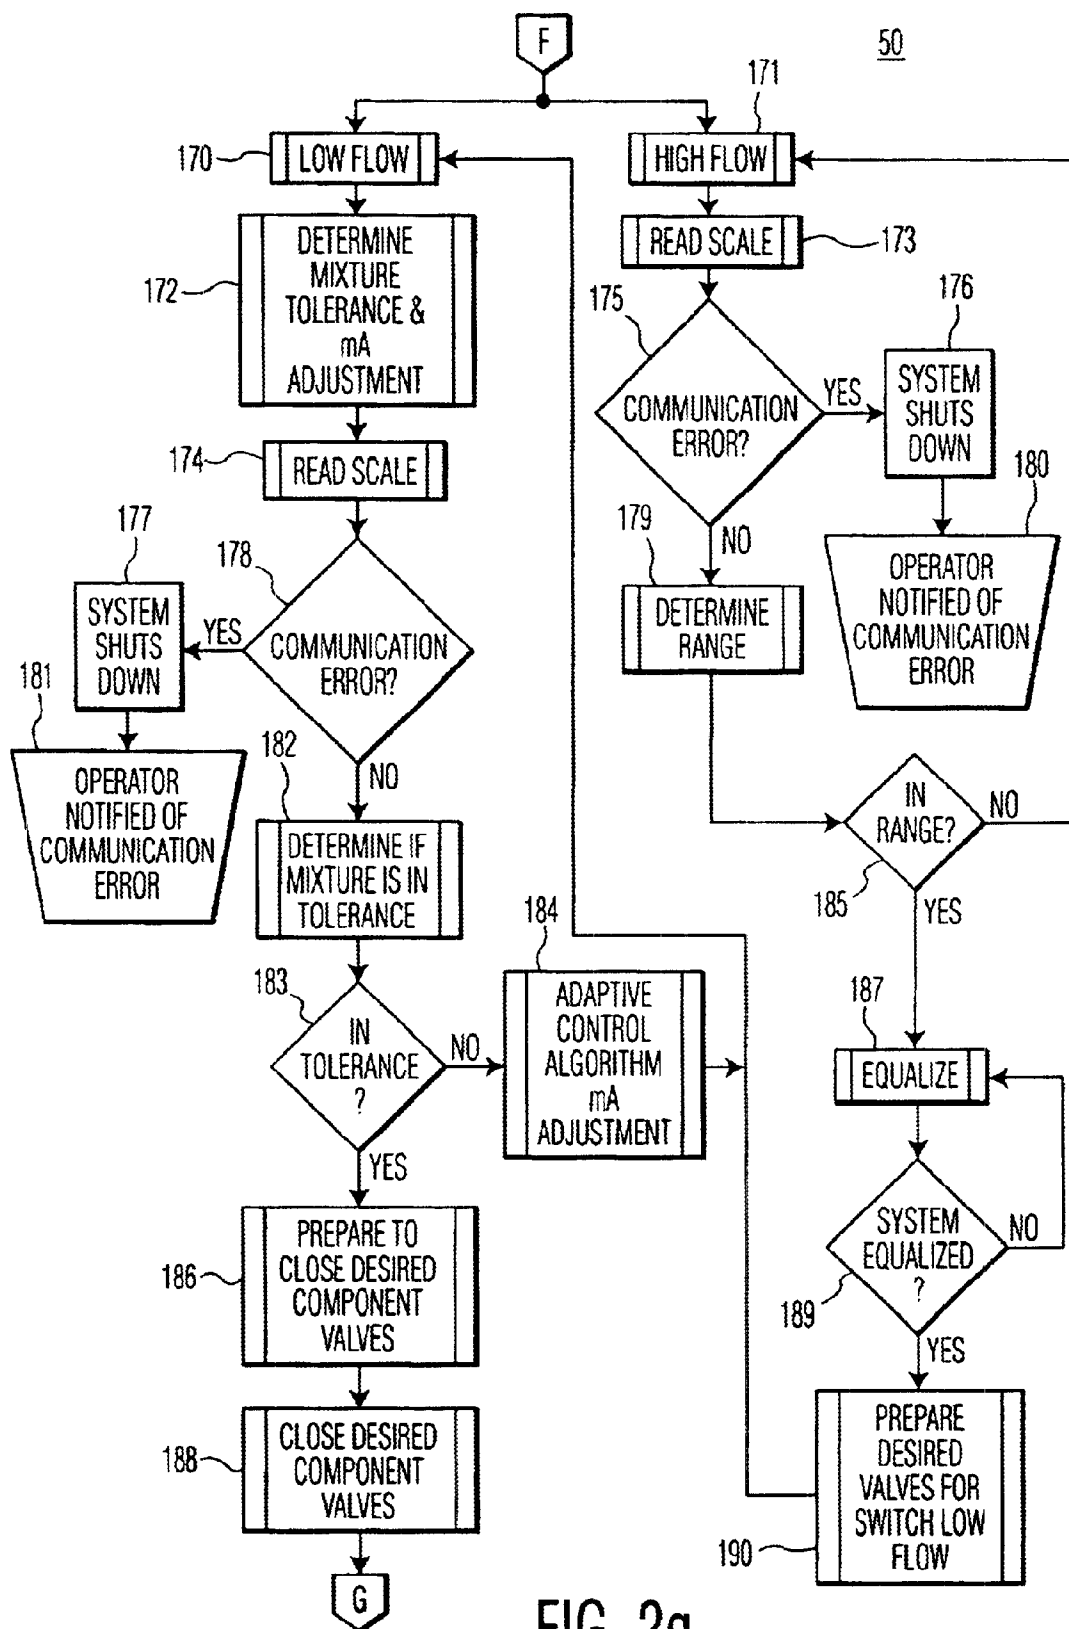 F
50
171
170
LOW FLOW
HIGH FLOW
DETERMINE
MIXTURE
TOLERANCE &
mA
ADJUSTMENT
172
READ SCALE
173
175
176
COMMUNICATION
ERROR?
YES
SYSTEM
SHUTS
DOWN
174
READ SCALE
180
NO
179
177
178
DETERMINE
RANGE
OPERATOR
NOTIFIED OF
COMMUNICATION
ERROR
SYSTEM
SHUTS
DOWN
YES
COMMUNICATION
ERROR?
181
182
NO
OPERATOR
NOTIFIED OF
COMMUNICATION
ERROR
IN
RANGE?
NO
185
YES
DETERMINE IF
MIXTURE IS IN
TOLERANCE
184
183
IN
TOLERANCE
?
NO
ADAPTIVE
CONTROL
ALGORITHM
mA
ADJUSTMENT
187
EQUALIZE
YES
SYSTEM
EQUALIZED
?
NO
189
YES
186
PREPARE TO
CLOSE DESIRED
COMPONENT
VALVES
188
CLOSE DESIRED
COMPONENT
VALVES
PREPARE
DESIRED
VALVES FOR
SWITCH LOW
FLOW
190
G
FIG. 2g